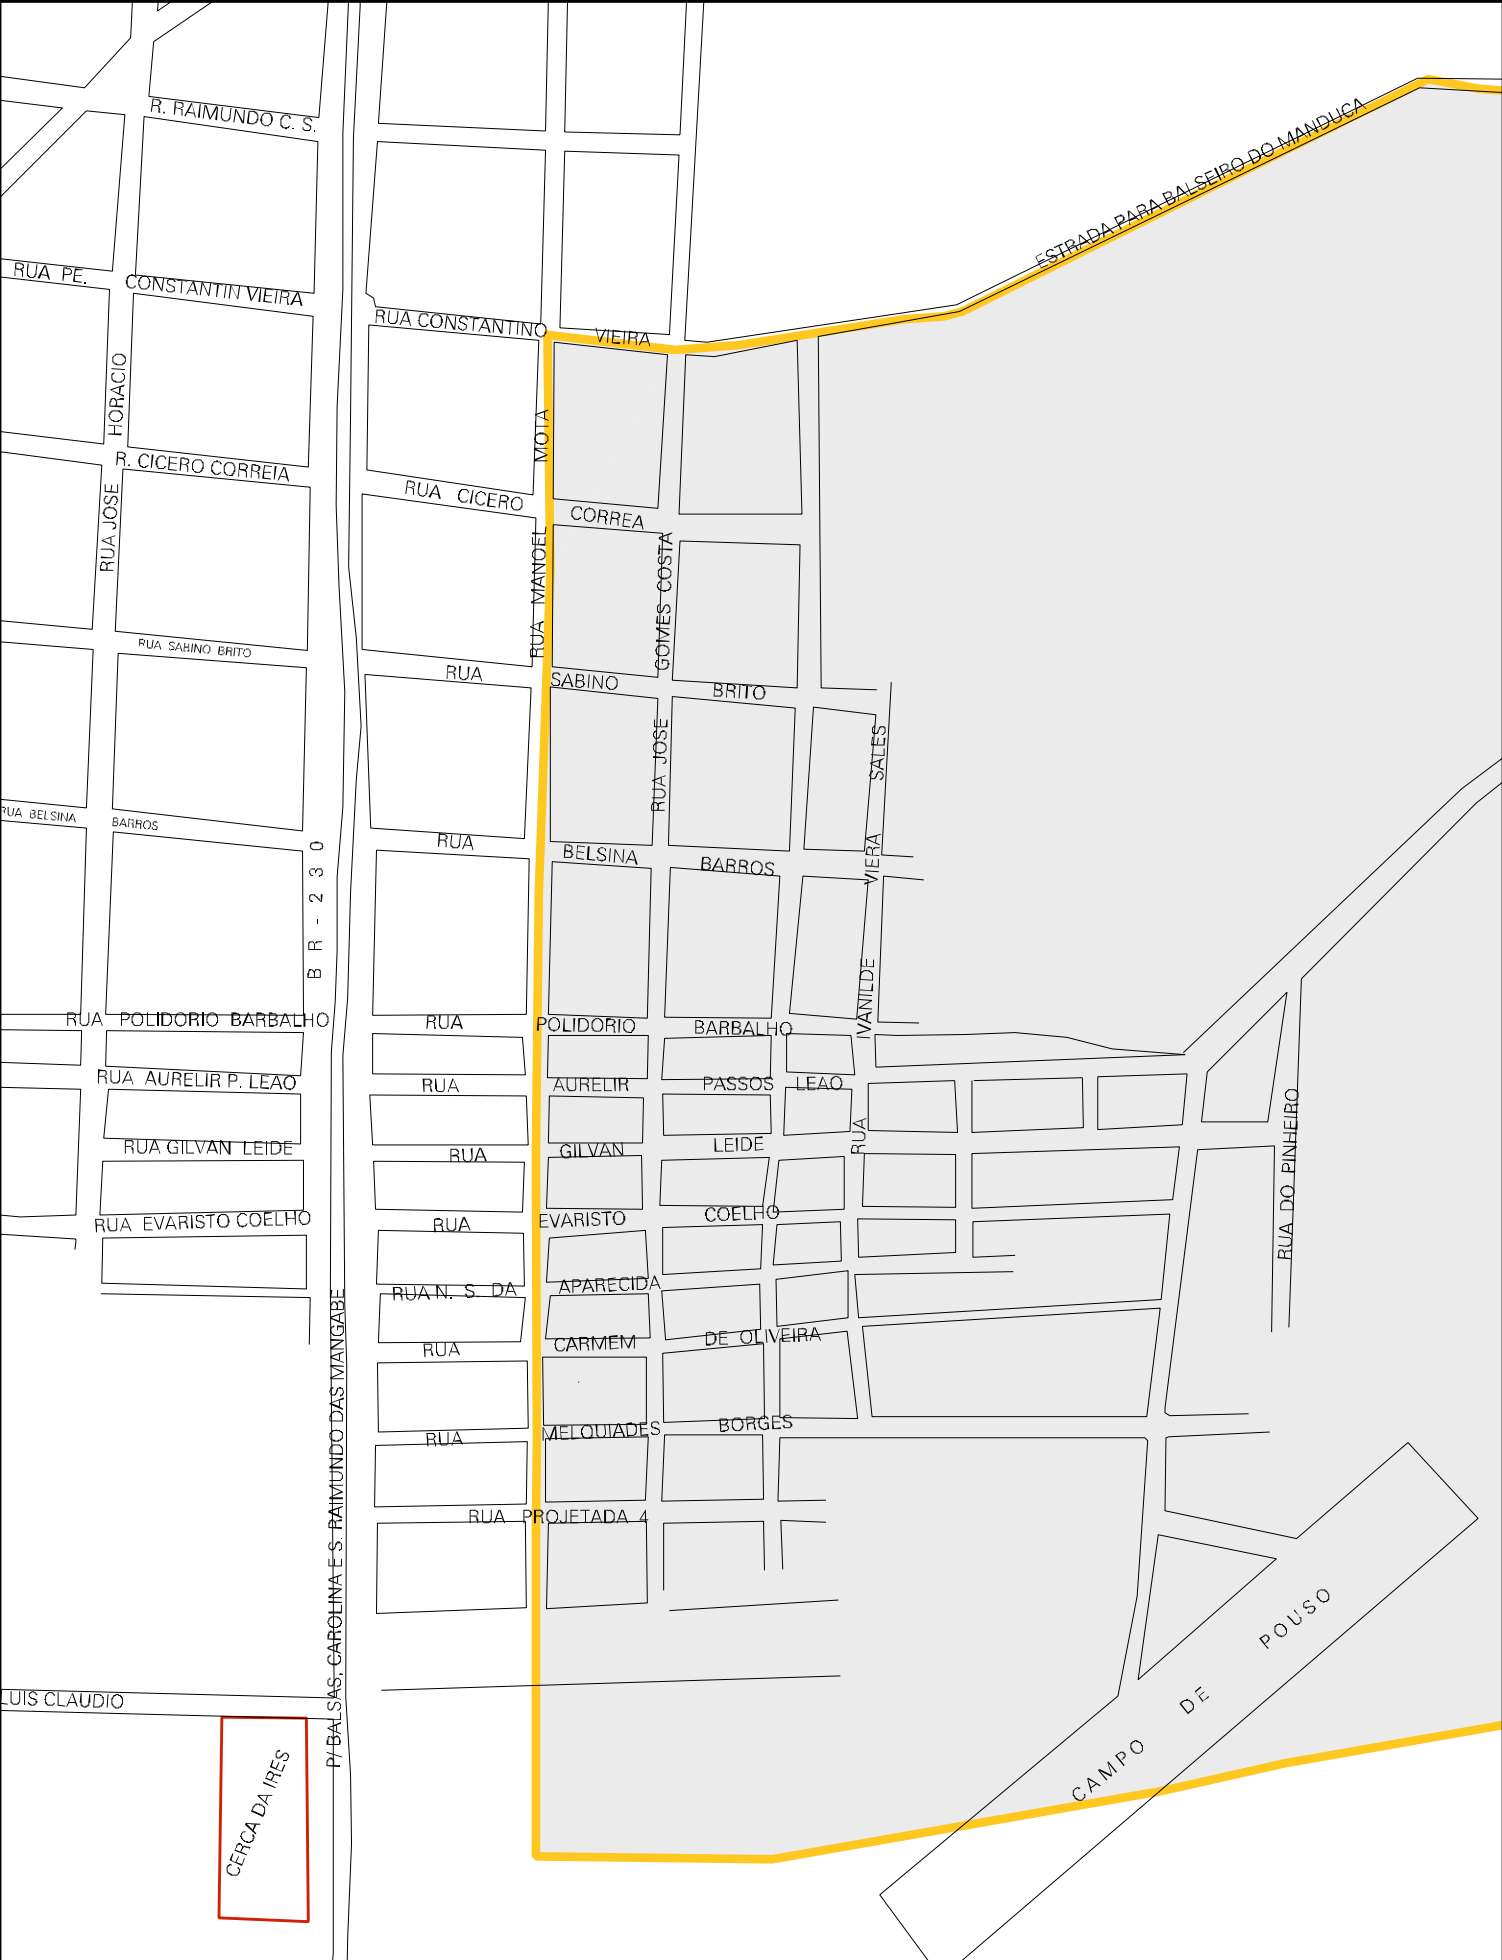 R. RAIMUNDO C. S.
ESTRADA PARA BALSEIRO DO MANDUCA
RUA PE. CONSTANTIN VIEIRA
RUA CONSTANTINO VIEIRA
RUA JOSE HORACIO
RUA MANOEL MOTA
R. CICERO CORREIA
RUA CICERO CORREA
RUA JOSE GOMES COSTA
RUA SABINO BRITO
RUA SABINO BRITO
RUA IVANILDE VIERA SALES
RUA BELSINA BARROS
RUA BELSINA BARROS
BR-230
RUA POLIDORIO BARBALHO
RUA POLIDORIO BARBALHO
RUA AURELIR P. LEAO
RUA AURELIR PASSOS LEAO
RUA GILVAN LEIDE
RUA GILVAN LEIDE
RUA DO PINHEIRO
RUA EVARISTO COELHO
RUA EVARISTO COELHO
RUA N. S. DA APARECIDA
RUA CARMEM DE OLIVEIRA
RUA MELQUIADES BORGES
RUA PROJETADA 4
P/ BALSAS, CAROLINA E S. RAIMUNDO DAS MANGABE
CAMPO DE POUSO
LUIS CLAUDIO
CERCA DA IRES